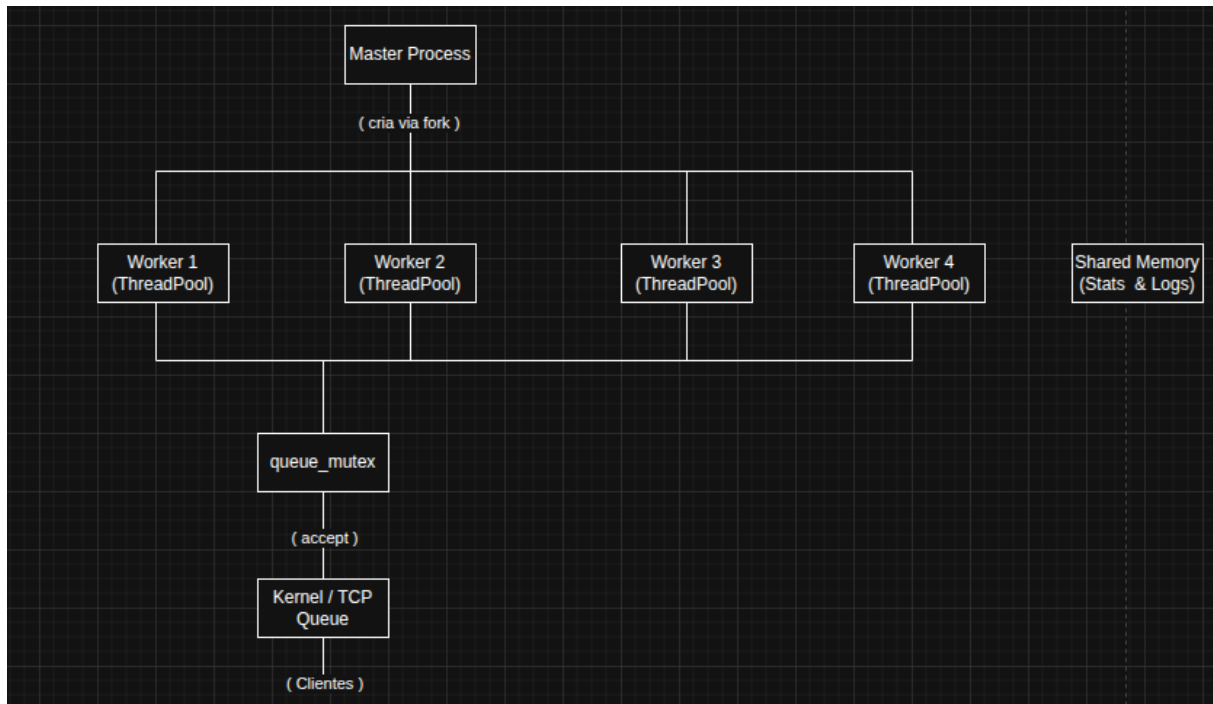 Master Process
( cria via fork )
Worker 1
(ThreadPool)
Worker 2
(ThreadPool)
Worker 3
(ThreadPool)
Worker 4
(ThreadPool)
Shared Memory
(Stats & Logs)
queue_mutex
( accept )
Kernel / TCP
Queue
( Clientes )